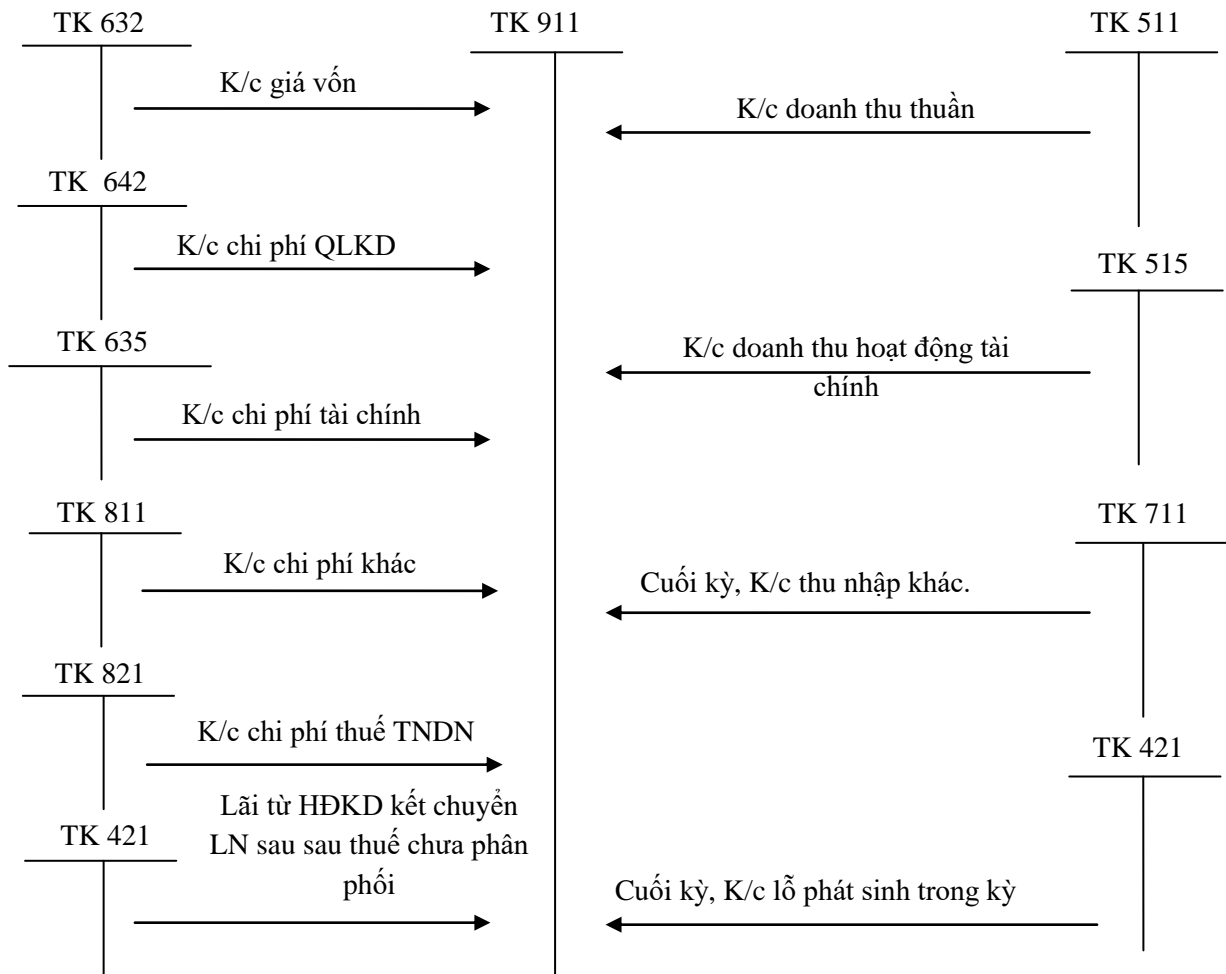 TK 632
TK 911
TK 511
K/c giá vốn
K/c doanh thu thuần
TK  642
K/c chi phí QLKD
TK 515
TK 635
K/c doanh thu hoạt động tài
chính
K/c chi phí tài chính
TK 811
TK 711
K/c chi phí khác
Cuối kỳ, K/c thu nhập khác.
TK 821
K/c chi phí thuế TNDN
TK 421
Lãi từ HĐKD kết chuyển
LN sau sau thuế chưa phân
phối
TK 421
Cuối kỳ, K/c lỗ phát sinh trong kỳ